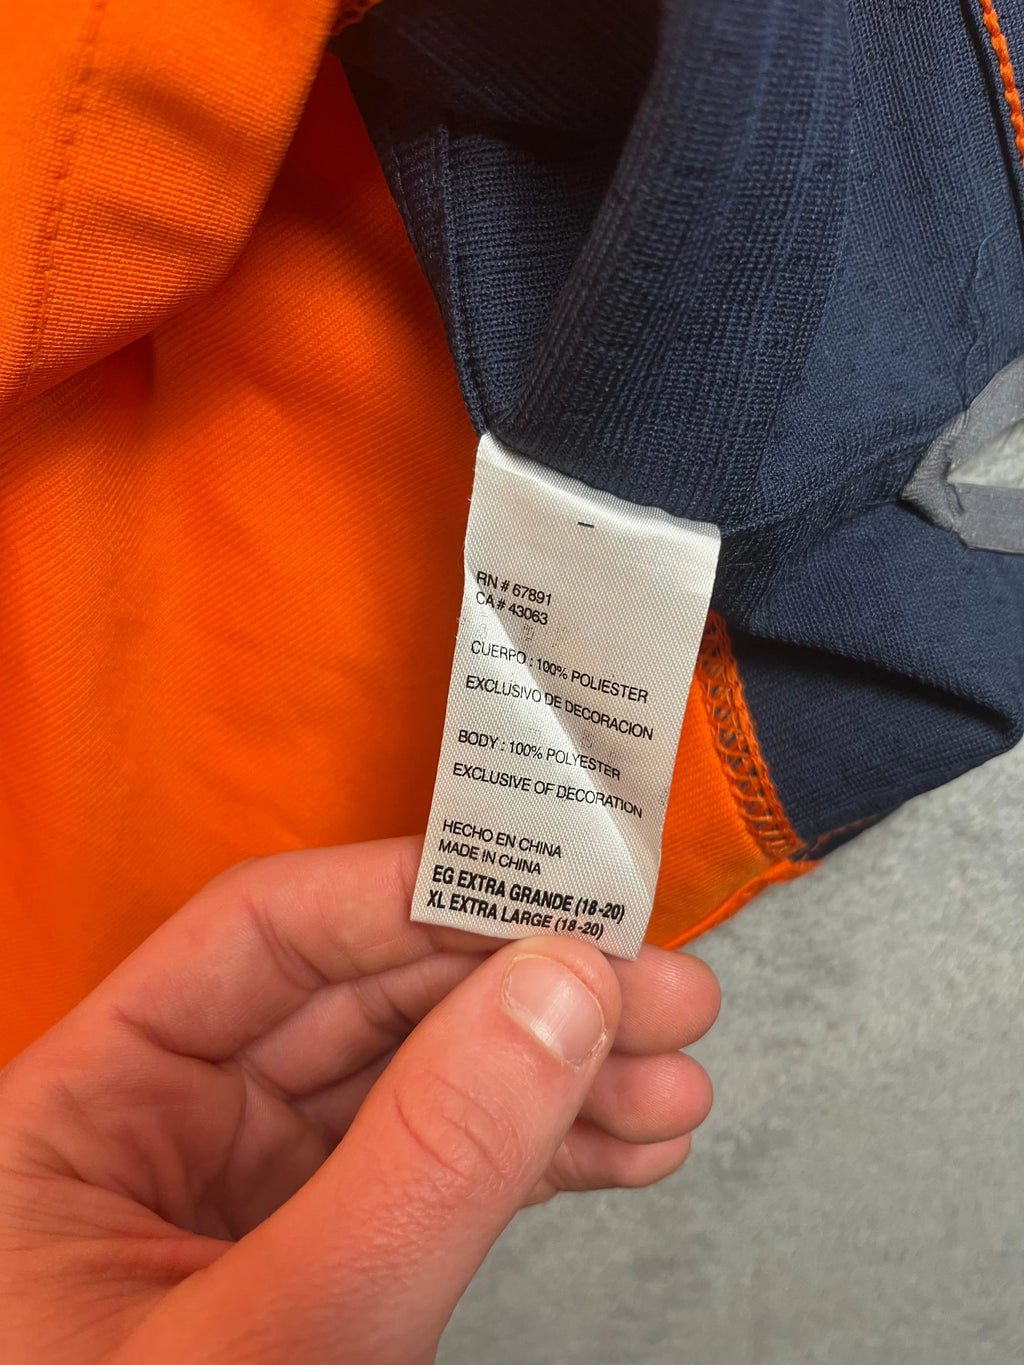 RN # 67891
CA # 43063
CUERPO : 100% POLIESTER
EXCLUSIVO DE DECORACION
BODY : 100% POLYESTER
EXCLUSIVE OF DECORATION
HECHO EN CHINA
MADE IN CHINA
EG EXTRA GRANDE (18-20)
XL EXTRA LARGE (18-20)